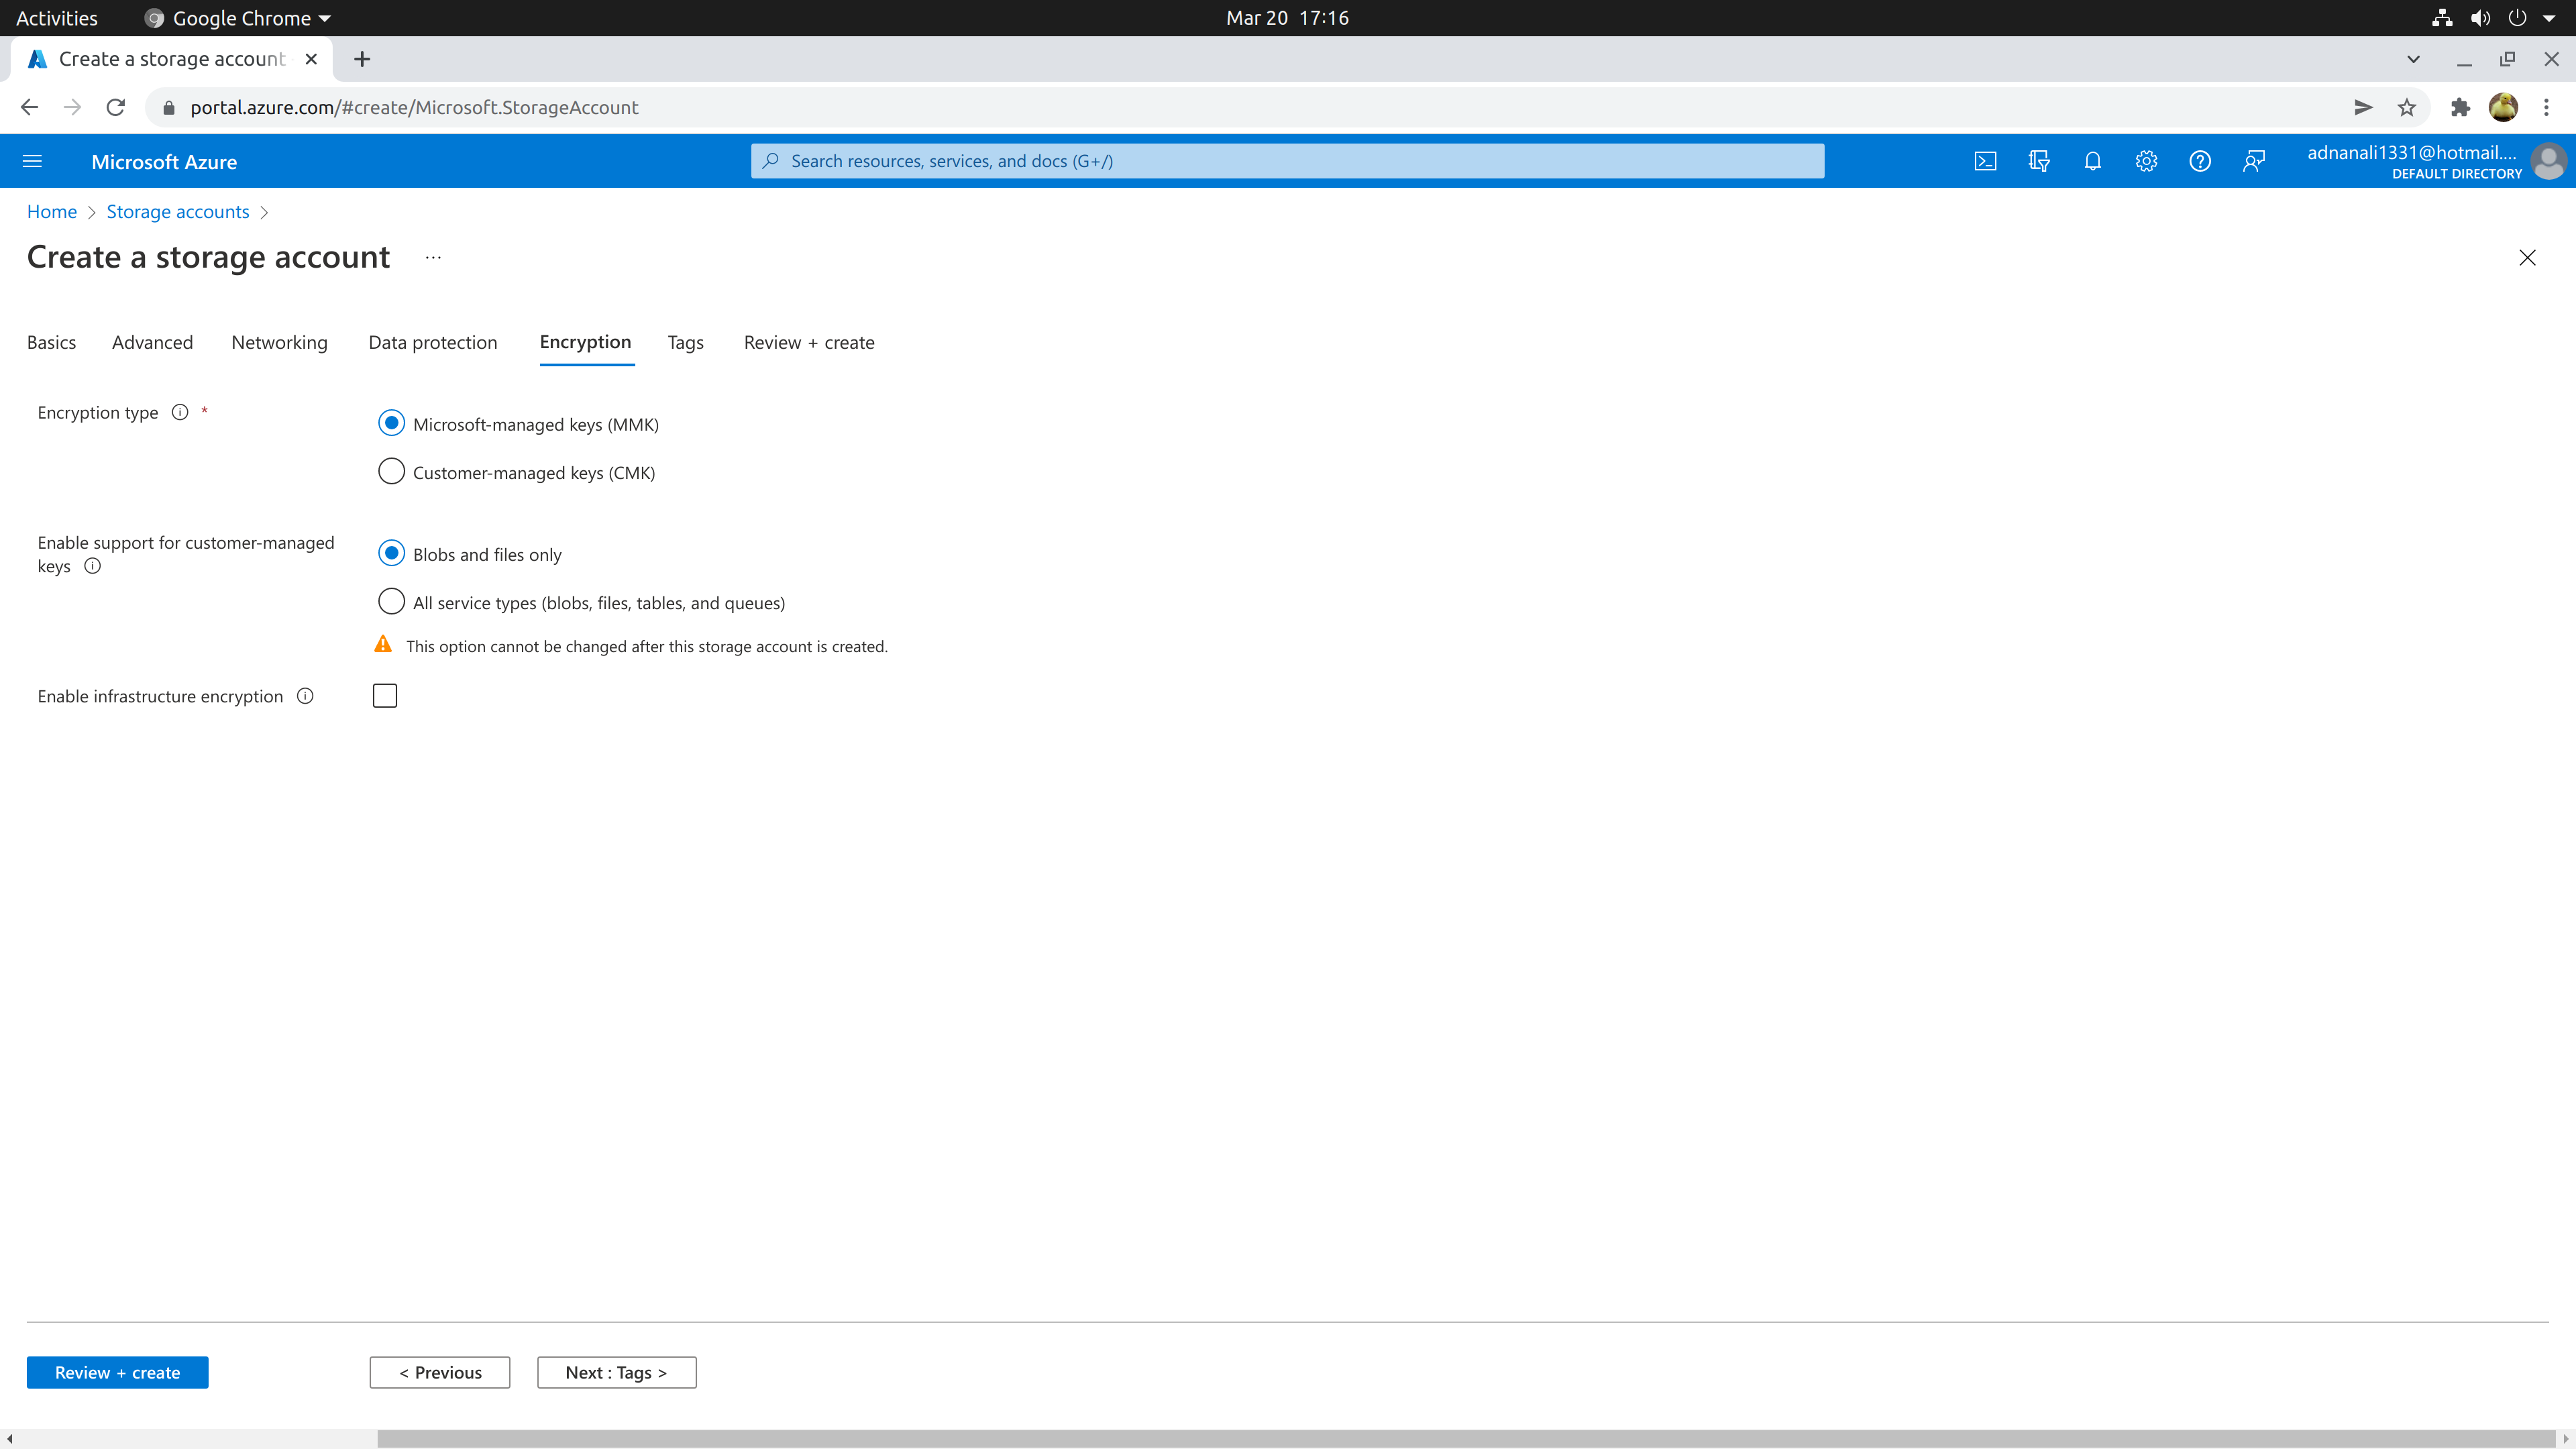 Activities
Google Chrome
Mar 20 17:16
Create a storage account
portal.azure.com/#create/Microsoft.StorageAccount
Microsoft Azure
Search resources, services, and docs (G+/)
adnanali1331@hotmail....
DEFAULT DIRECTORY
Home > Storage accounts >
Create a storage account ...
Basics
Advanced
Networking
Data protection
Encryption
Tags
Review + create
Encryption type *
Microsoft-managed keys (MMK)
Customer-managed keys (CMK)
Enable support for customer-managed
keys
Blobs and files only
All service types (blobs, files, tables, and queues)
This option cannot be changed after this storage account is created.
Enable infrastructure encryption
Review + create
< Previous
Next : Tags >